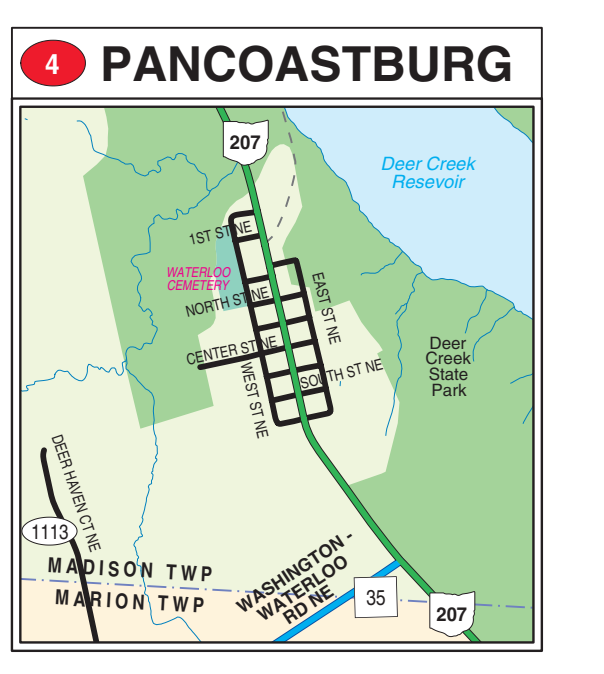 4 PANCOASTBURG
207
Deer Creek
Resevoir
1ST ST NE
WATERLOO
CEMETERY
NORTH ST NE
EAST ST NE
CENTER ST NE
WEST ST NE
SOUTH ST NE
Deer
Creek
State
Park
DEER HAVEN CT NE
1113
MADISON TWP
MARION TWP
WASHINGTON -
WATERLOO
RD NE
35
207